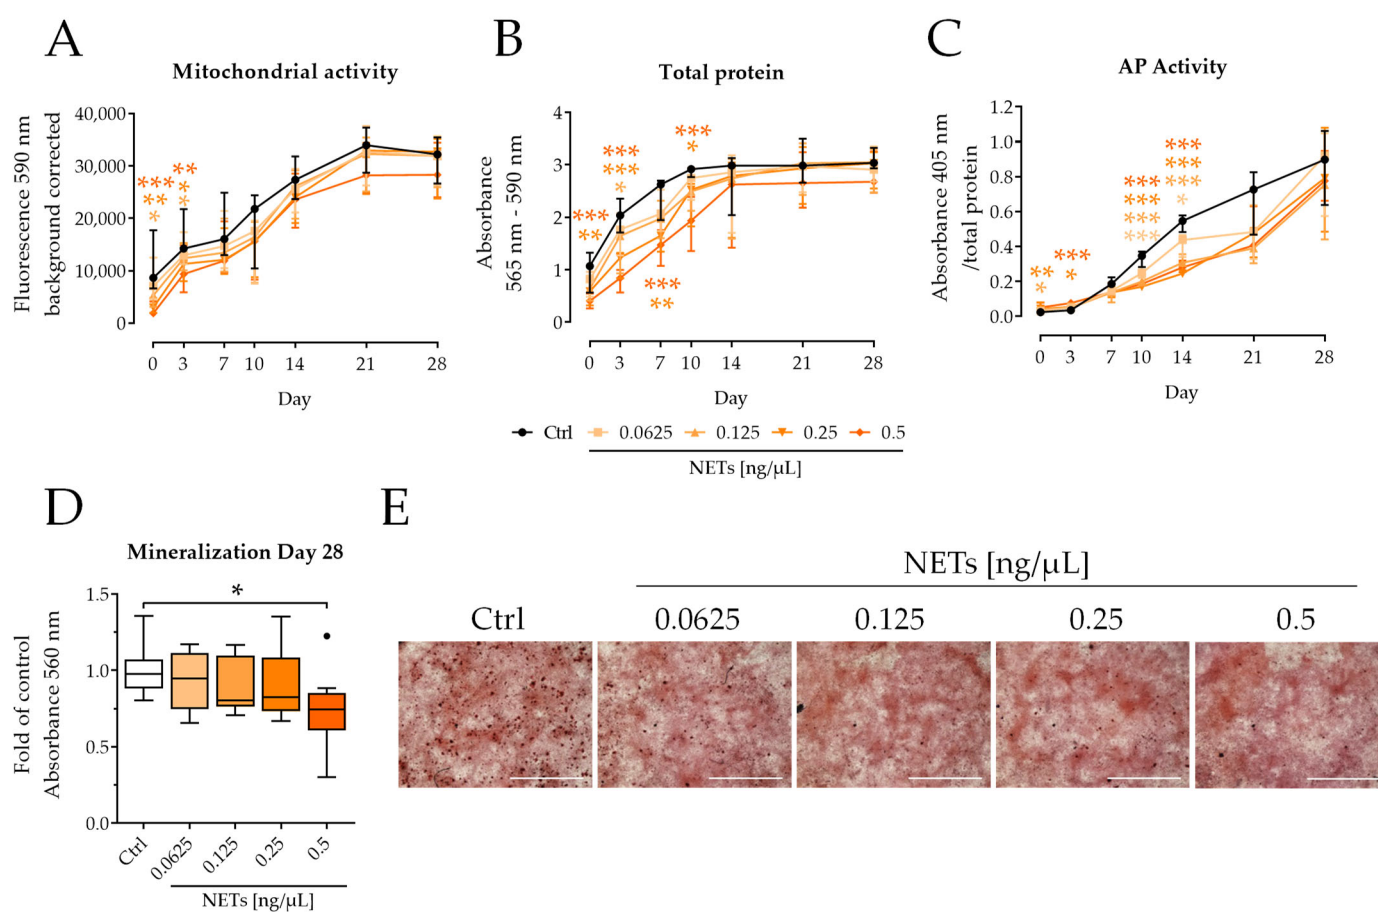 A
Mitochondrial activity
Fluorescence 590 nm
background corrected
40,000
30,000
20,000
10,000
0
*** ** *
** * *
0 3 7 10 14 21 28
Day
B
Total protein
Absorbance
565 nm - 590 nm
4
3
2
1
0
*** ** 
*** *** *
*** **
*** *
0 3 7 10 14 21 28
Day
C
AP Activity
Absorbance 405 nm
/total protein
1.2
1.0
0.8
0.6
0.4
0.2
0.0
** *
*** *
*** *** *** ***
*** *** *** *
0 3 7 10 14 21 28
Day
Ctrl 0.0625 0.125 0.25 0.5
NETs [ng/µL]
D
Mineralization Day 28
Fold of control
Absorbance 560 nm
1.5
1.0
0.5
0.0
*
Ctrl 0.0625 0.125 0.25 0.5
NETs [ng/µL]
E
NETs [ng/µL]
Ctrl 0.0625 0.125 0.25 0.5